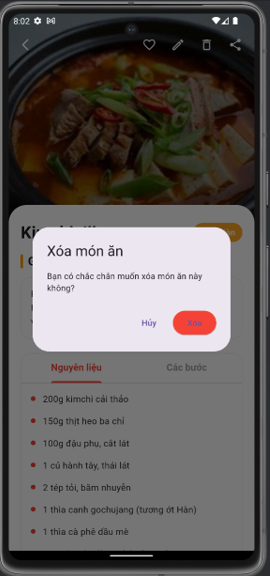 8:02
Xóa món ăn
Bạn có chắc chắn muốn xóa món ăn này
không?
Hủy
Xóa
Nguyên liệu
Các bước
200g kimchi cải thảo
150g thịt heo ba chỉ
100g đậu phụ, cắt lát
1 củ hành tây, thái lát
2 tép tỏi, băm nhuyễn
1 thìa canh gochujang (tương ớt Hàn)
1 thìa cà phê dầu mè